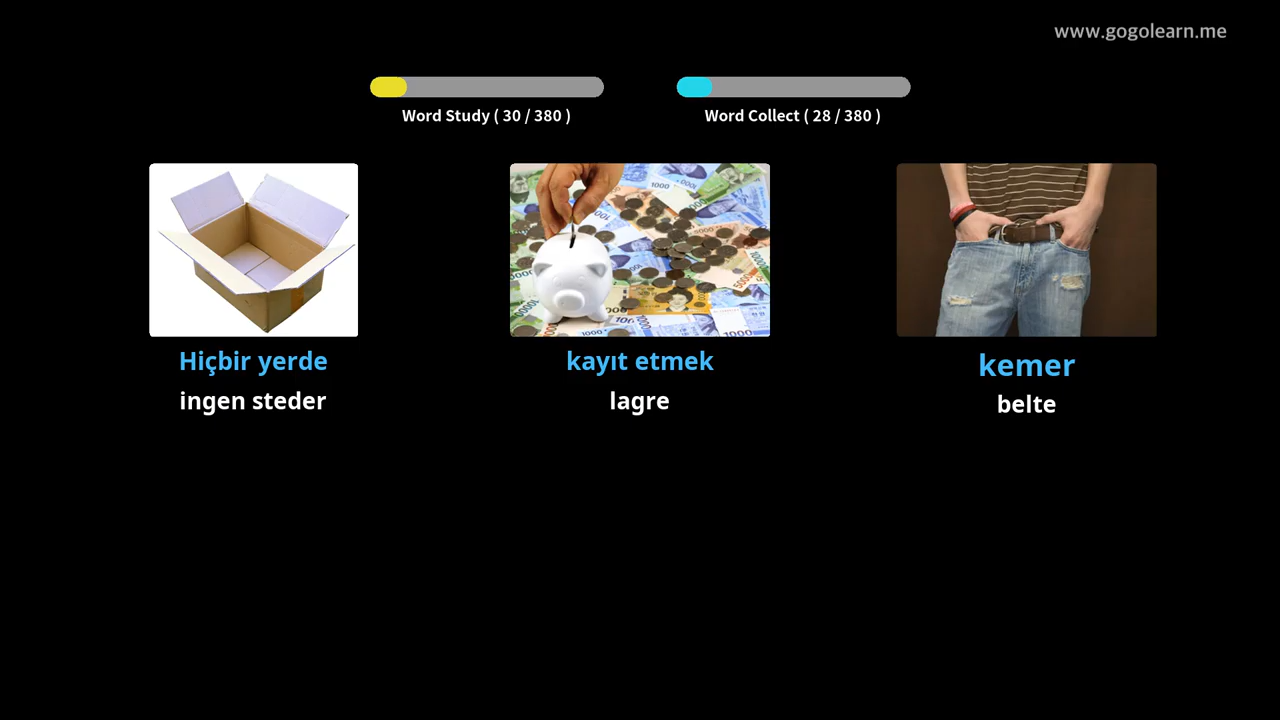 www.gogolearn.me
Word Study ( 30 / 380 )
Word Collect ( 28 / 380 )
Hiçbir yerde
ingen steder
kayıt etmek
lagre
kemer
belte